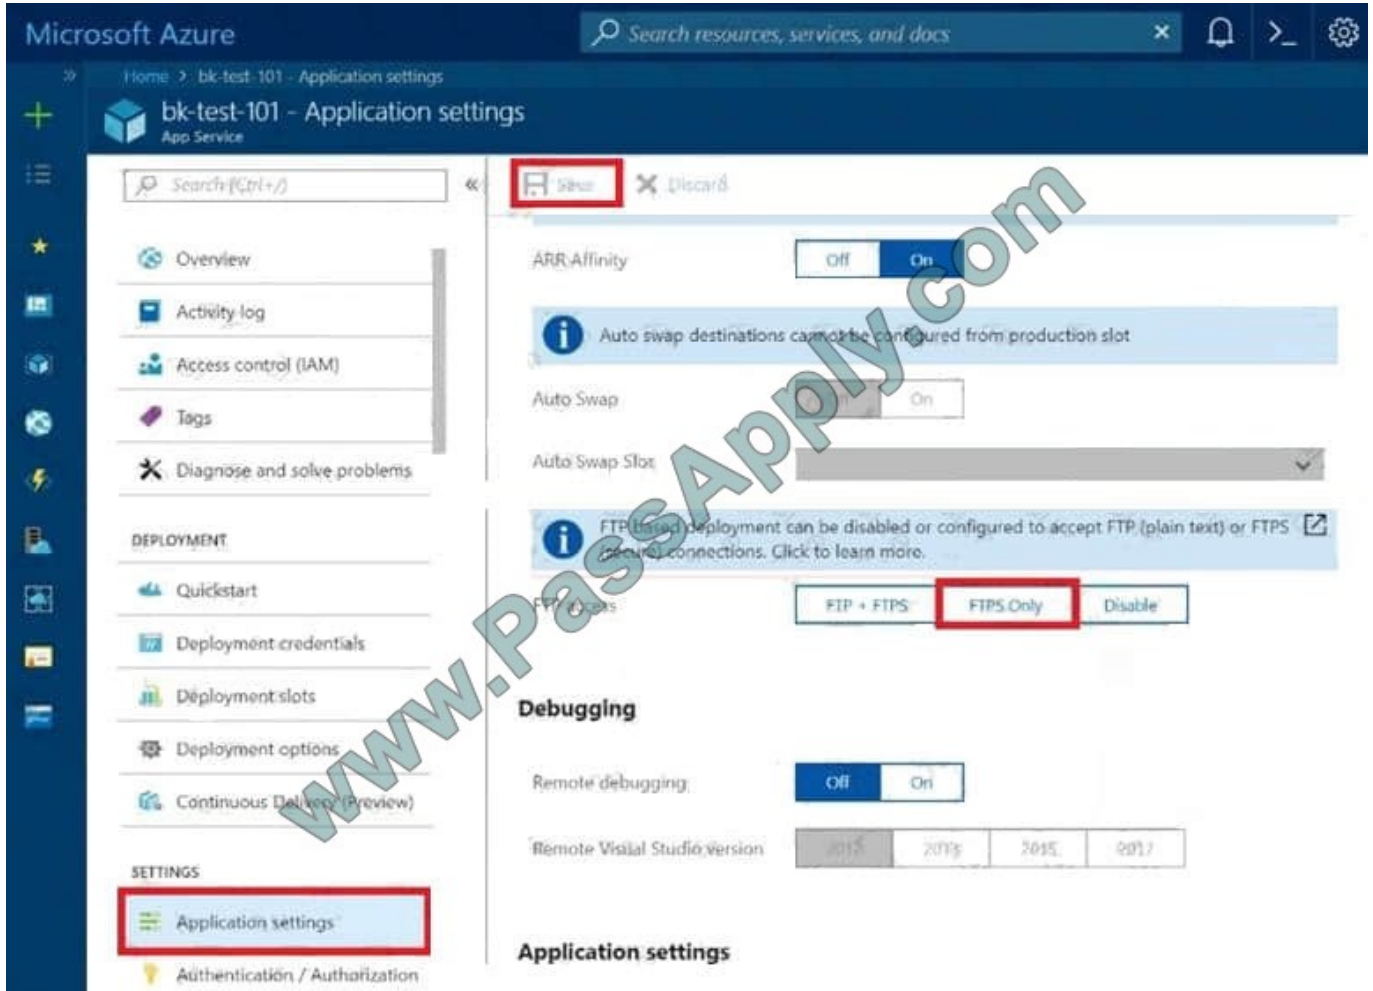 Microsoft Azure
Search resources, services, and docs
Home > bk-test-101 - Application settings
bk-test-101 - Application settings
App Service
Search (Ctrl+/)
Save
Discard
Overview
Activity log
Access control (IAM)
Tags
Diagnose and solve problems
DEPLOYMENT
Quickstart
Deployment credentials
Deployment slots
Deployment options
Continuous Delivery (Preview)
SETTINGS
Application settings
Authentication / Authorization
ARR Affinity
Off On
Auto swap destinations cannot be configured from production slot
Auto Swap
On
Auto Swap Slot
FTP based deployment can be disabled or configured to accept FTP (plain text) or FTPS
(secure) connections. Click to learn more.
FTP access
FTP + FTPS FTPS Only Disable
Debugging
Remote debugging
Off On
Remote Visual Studio version
2012 2013 2015 2017
Application settings
www.PassApply.com